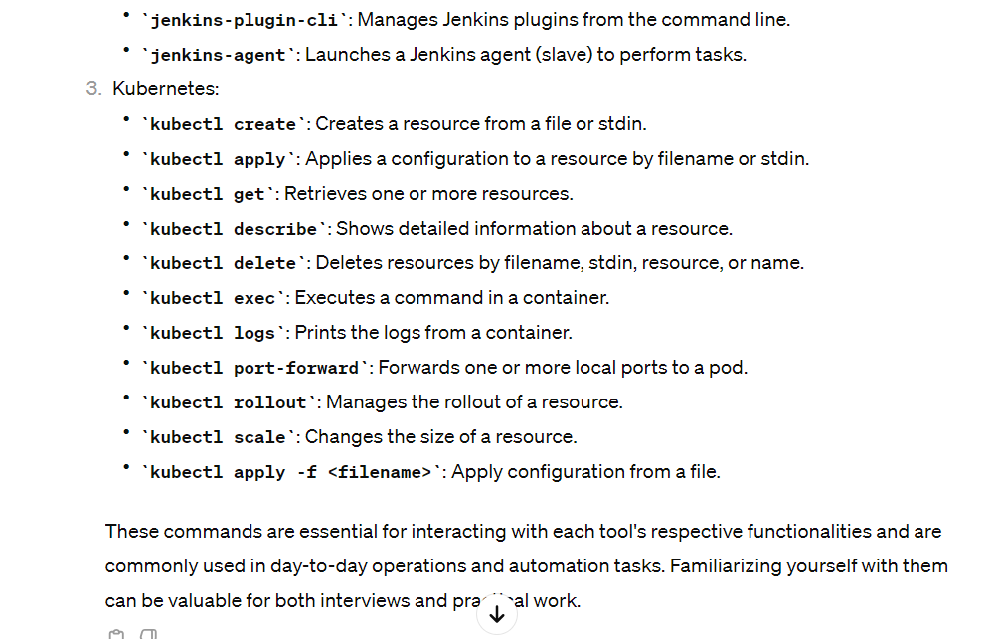 • `jenkins-plugin-cli`: Manages Jenkins plugins from the command line.
• `jenkins-agent`: Launches a Jenkins agent (slave) to perform tasks.
3. Kubernetes:
• `kubectl create`: Creates a resource from a file or stdin.
• `kubectl apply`: Applies a configuration to a resource by filename or stdin.
• `kubectl get`: Retrieves one or more resources.
• `kubectl describe`: Shows detailed information about a resource.
• `kubectl delete`: Deletes resources by filename, stdin, resource, or name.
• `kubectl exec`: Executes a command in a container.
• `kubectl logs`: Prints the logs from a container.
• `kubectl port-forward`: Forwards one or more local ports to a pod.
• `kubectl rollout`: Manages the rollout of a resource.
• `kubectl scale`: Changes the size of a resource.
• `kubectl apply -f <filename>`: Apply configuration from a file.
These commands are essential for interacting with each tool's respective functionalities and are
commonly used in day-to-day operations and automation tasks. Familiarizing yourself with them
can be valuable for both interviews and work.